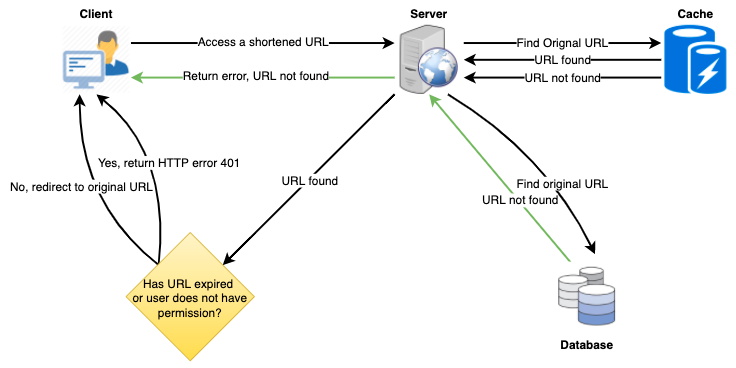 Client
Server
Cache
Access a shortened URL
Find Orignal URL
URL found
Return error, URL not found
URL not found
Yes, return HTTP error 401
No, redirect to original URL
URL found
Find original URL
URL not found
Has URL expired
or user does not have
permission?
Database